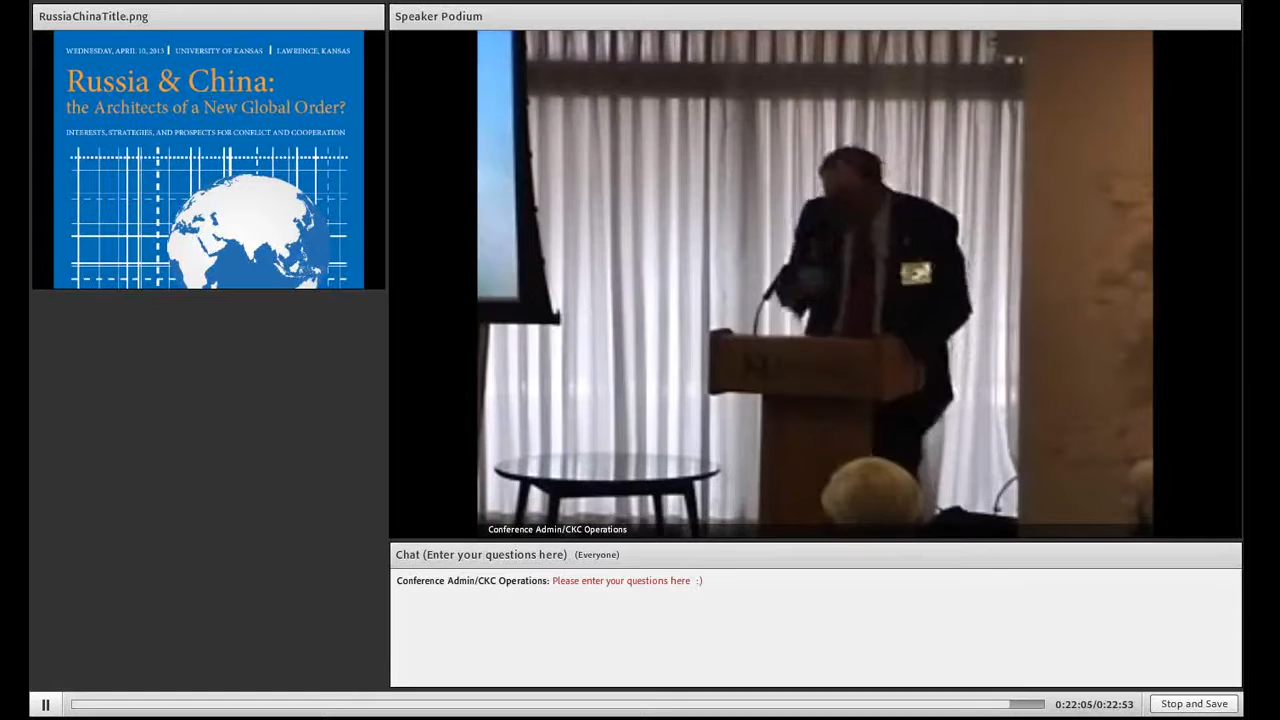 RussiaChinaTitle.png
Speaker Podium
WEDNESDAY, APRIL 10, 2013 | UNIVERSITY OF KANSAS | LAWRENCE, KANSAS
Russia & China:
the Architects of a New Global Order?
INTERESTS, STRATEGIES, AND PROSPECTS FOR CONFLICT AND COOPERATION
KU
Conference Admin/CKC Operations
Chat (Enter your questions here) (Everyone)
Conference Admin/CKC Operations: Please enter your questions here :)
0:22:05/0:22:53
Stop and Save